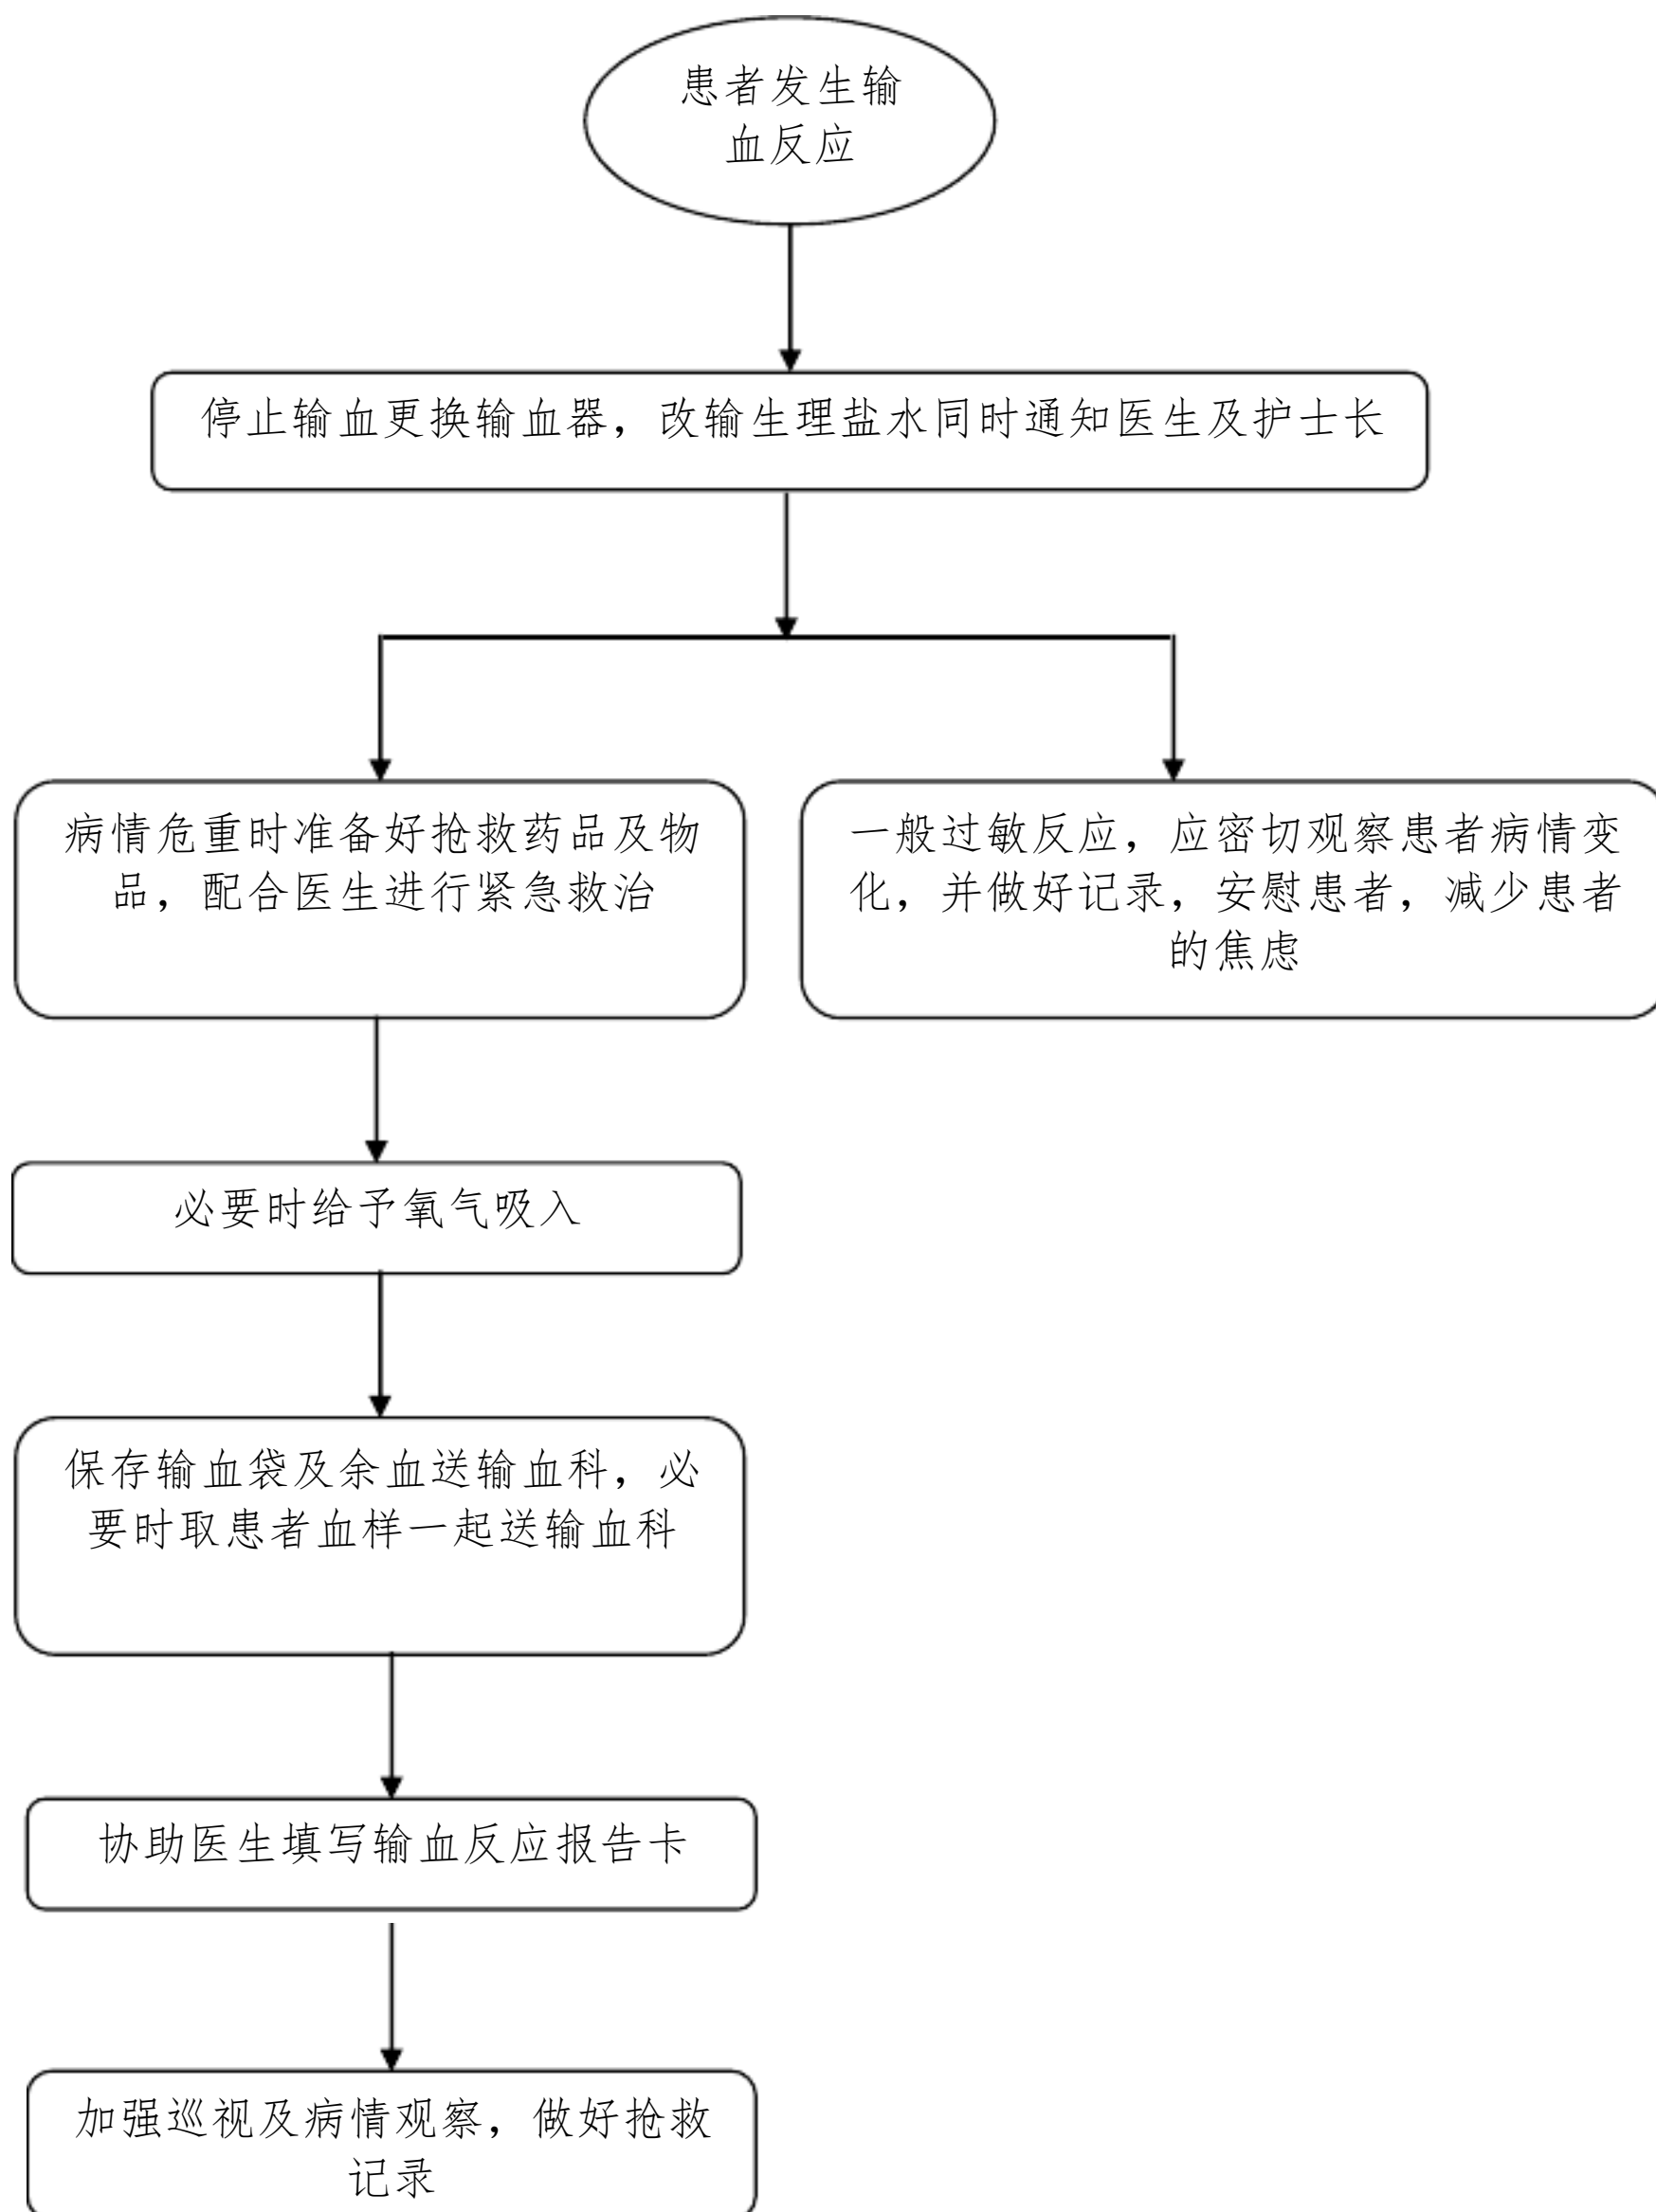 患者发生输
血反应
停止输血更换输血器，改输生理盐水同时通知医生及护士长
病情危重时准备好抢救药品及物
品，配合医生进行紧急救治
一般过敏反应，应密切观察患者病情变
化，并做好记录，安慰患者，减少患者
的焦虑
必要时给予氧气吸入
保存输血袋及余血送输血科，必
要时取患者血样一起送输血科
协助医生填写输血反应报告卡
加强巡视及病情观察，做好抢救
记录